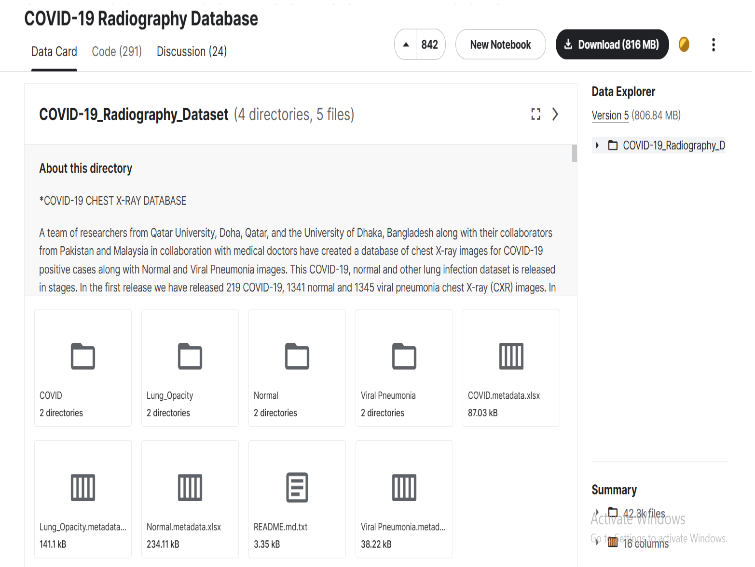 COVID-19 Radiography Database
Data Card Code (291) Discussion (24)
842
New Notebook
Download (816 MB)
COVID-19_Radiography_Dataset (4 directories, 5 files)
About this directory
*COVID-19 CHEST X-RAY DATABASE
A team of researchers from Qatar University, Doha, Qatar, and the University of Dhaka, Bangladesh along with their collaborators
from Pakistan and Malaysia in collaboration with medical doctors have created a database of chest X-ray images for COVID-19
positive cases along with Normal and Viral Pneumonia images. This COVID-19, normal and other lung infection dataset is released
in stages. In the first release we have released 219 COVID-19, 1341 normal and 1345 viral pneumonia chest X-ray (CXR) images. In
COVID
2 directories
Lung_Opacity
2 directories
Normal
2 directories
Viral Pneumonia
2 directories
COVID.metadata.xlsx
87.03 kB
Lung_Opacity.metadata...
141.1 kB
Normal.metadata.xlsx
234.11 kB
README.md.txt
3.35 kB
Viral Pneumonia.metad...
38.22 kB
Data Explorer
Version 5 (806.84 MB)
COVID-19_Radiography_D
Summary
42.3k files
16 columns
Activate Windows
Go to Settings to activate Windows.